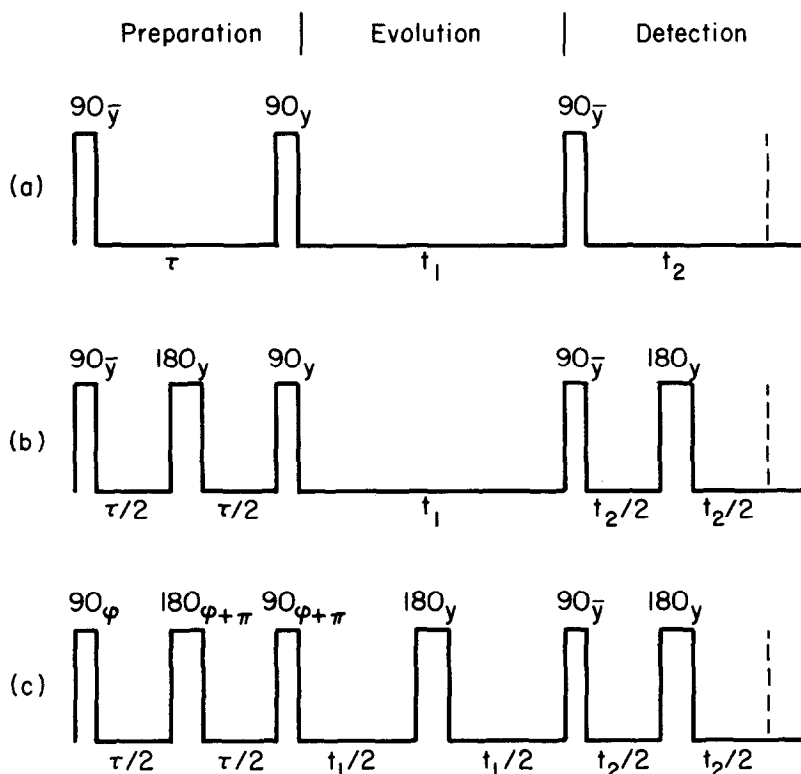 Preparation | Evolution | Detection
90ȳ 90y 90ȳ
(a)
τ t1 t2
90ȳ 180y 90y 90ȳ 180y
(b)
τ/2 τ/2 t1 t2/2 t2/2
90φ 180φ+π 90φ+π 180y 90ȳ 180y
(c)
τ/2 τ/2 t1/2 t1/2 t2/2 t2/2